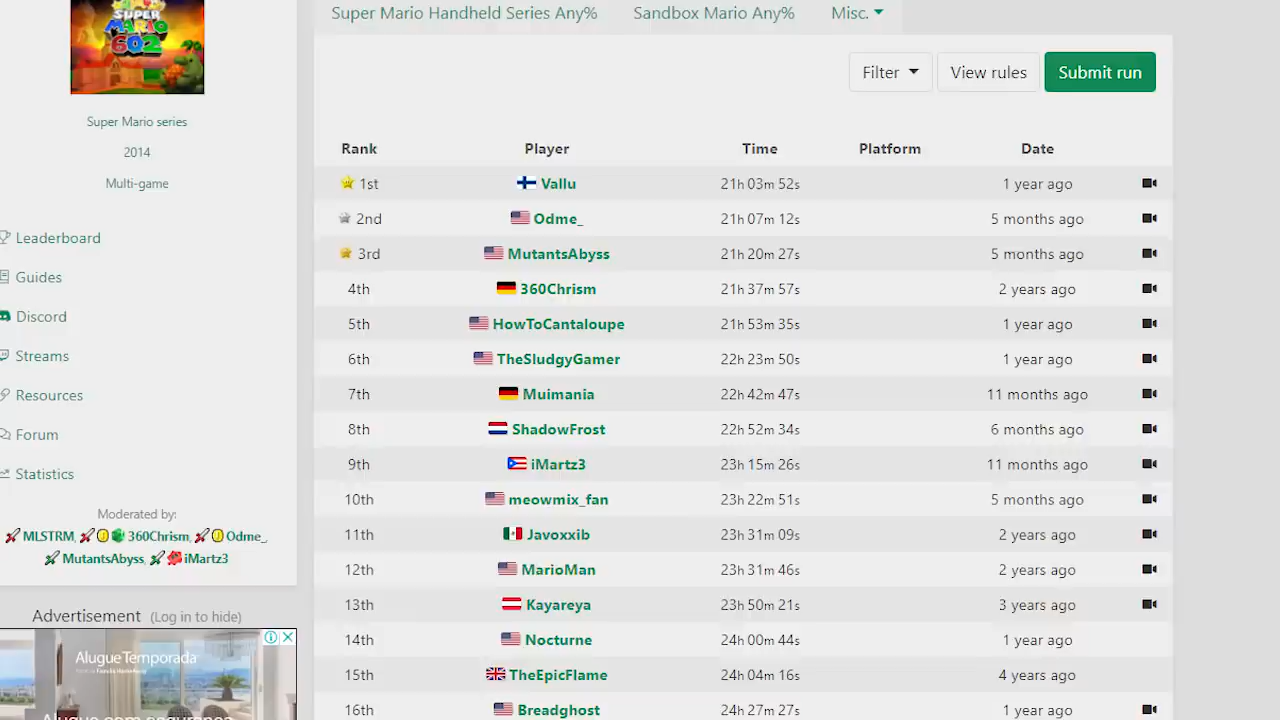 SUPER
MARIO
602
Super Mario series
2014
Multi-game
Leaderboard
Guides
Discord
Streams
Resources
Forum
Statistics
Moderated by:
MLSTRM, 360Chrism, Odme_,
MutantsAbyss, iMartz3
Advertisement (Log in to hide)
AlugueTemporada
Super Mario Handheld Series Any% Sandbox Mario Any% Misc.
Filter View rules Submit run
Rank Player Time Platform Date
1st Vallu 21h 03m 52s 1 year ago
2nd Odme_ 21h 07m 12s 5 months ago
3rd MutantsAbyss 21h 20m 27s 5 months ago
4th 360Chrism 21h 37m 57s 2 years ago
5th HowToCantaloupe 21h 53m 35s 1 year ago
6th TheSludgyGamer 22h 23m 50s 1 year ago
7th Muimania 22h 42m 47s 11 months ago
8th ShadowFrost 22h 52m 34s 6 months ago
9th iMartz3 23h 15m 26s 11 months ago
10th meowmix_fan 23h 22m 51s 5 months ago
11th Javoxxib 23h 31m 09s 2 years ago
12th MarioMan 23h 31m 46s 2 years ago
13th Kayareya 23h 50m 21s 3 years ago
14th Nocturne 24h 00m 44s 1 year ago
15th TheEpicFlame 24h 04m 16s 4 years ago
16th Breadghost 24h 27m 27s 1 year ago